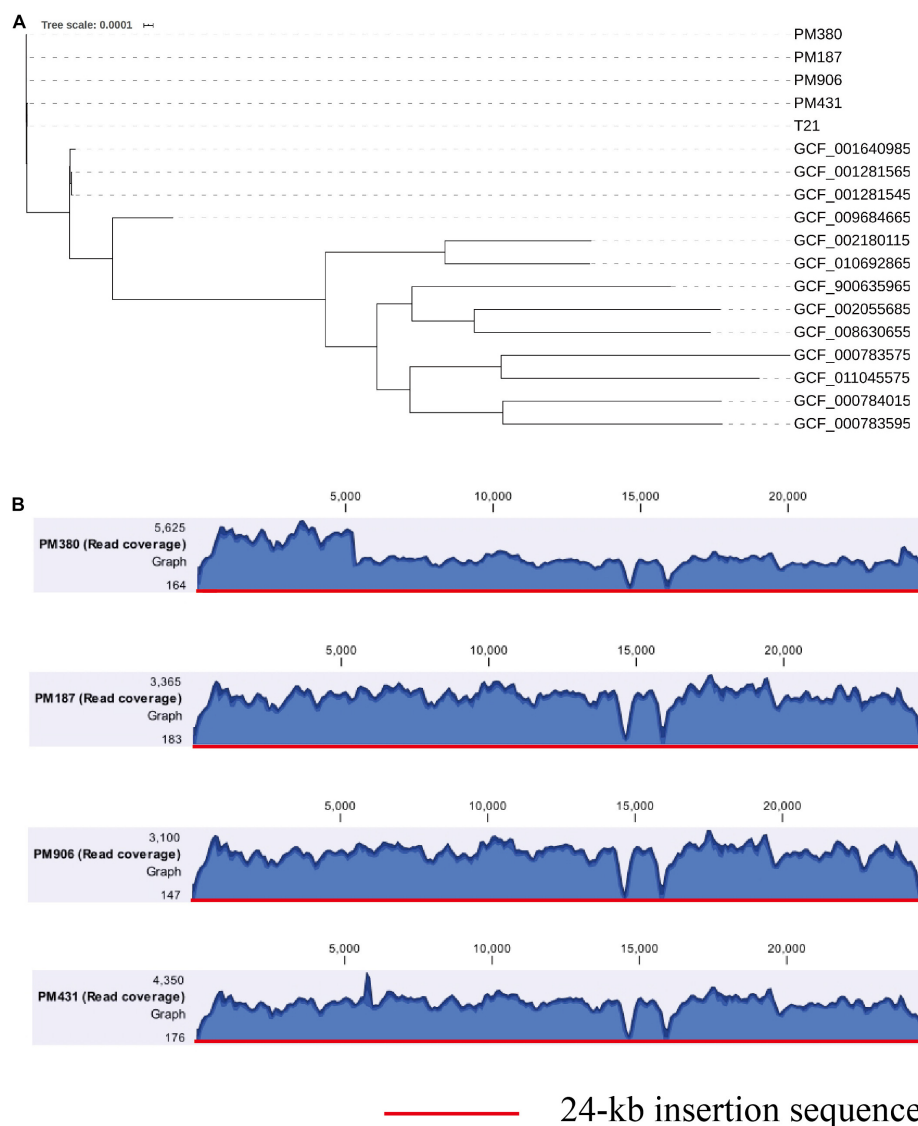 A
Tree scale: 0.0001
PM380
PM187
PM906
PM431
T21
GCF_001640985
GCF_001281565
GCF_001281545
GCF_009684665
GCF_002180115
GCF_010692865
GCF_900635965
GCF_002055685
GCF_008630655
GCF_000783575
GCF_011045575
GCF_000784015
GCF_000783595
B
5,000 10,000 15,000 20,000
5,625
PM380 (Read coverage)
Graph
164
5,000 10,000 15,000 20,000
3,365
PM187 (Read coverage)
Graph
183
5,000 10,000 15,000 20,000
3,100
PM906 (Read coverage)
Graph
147
5,000 10,000 15,000 20,000
4,350
PM431 (Read coverage)
Graph
176
24-kb insertion sequence